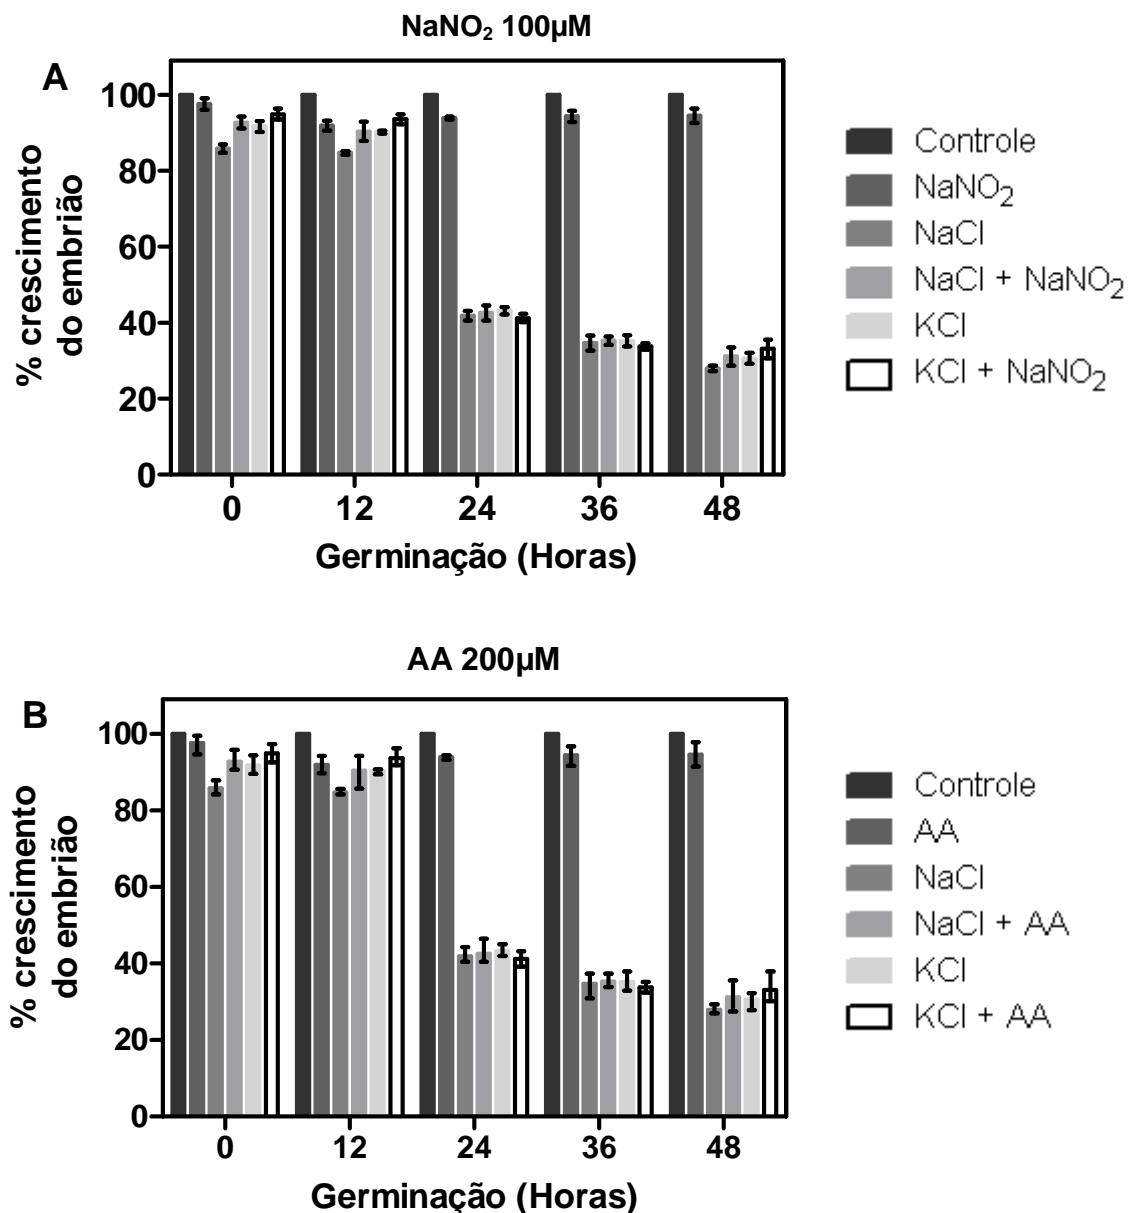 NaNO₂ 100µM
A
100
80
60
40
20
0
% crescimento
do embrião
0 12 24 36 48
Germinação (Horas)
Controle
NaNO₂
NaCl
NaCl + NaNO₂
KCl
KCl + NaNO₂
AA 200µM
B
100
80
60
40
20
0
% crescimento
do embrião
0 12 24 36 48
Germinação (Horas)
Controle
AA
NaCl
NaCl + AA
KCl
KCl + AA